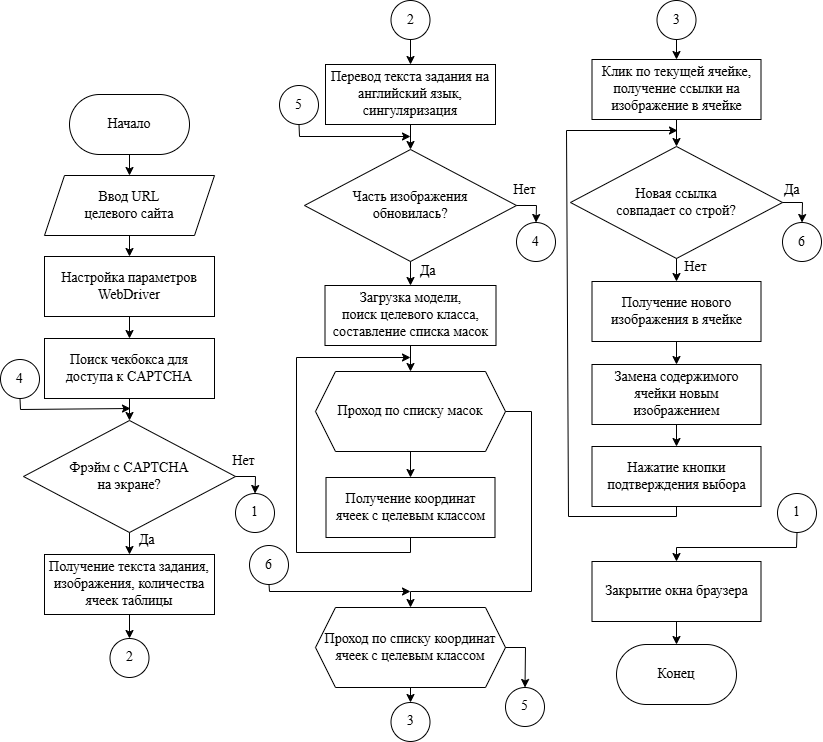 Начало
Ввод URL
целевого сайта
Настройка параметров
WebDriver
Поиск чекбокса для
доступа к CAPTCHA
4
Фрэйм с CAPTCHA
на экране?
Нет
1
Да
Получение текста задания,
изображения, количества
ячеек таблицы
2
2
Перевод текста задания на
английский язык,
сингуляризация
5
Часть изображения
обновилась?
Нет
4
Да
Загрузка модели,
поиск целевого класса,
составление списка масок
Проход по списку масок
Получение координат
ячеек с целевым классом
6
Проход по списку координат
ячеек с целевым классом
5
3
3
Клик по текущей ячейке,
получение ссылки на
изображение в ячейке
Новая ссылка
совпадает со строй?
Да
6
Нет
Получение нового
изображения в ячейке
Замена содержимого
ячейки новым
изображением
Нажатие кнопки
подтверждения выбора
1
Закрытие окна браузера
Конец